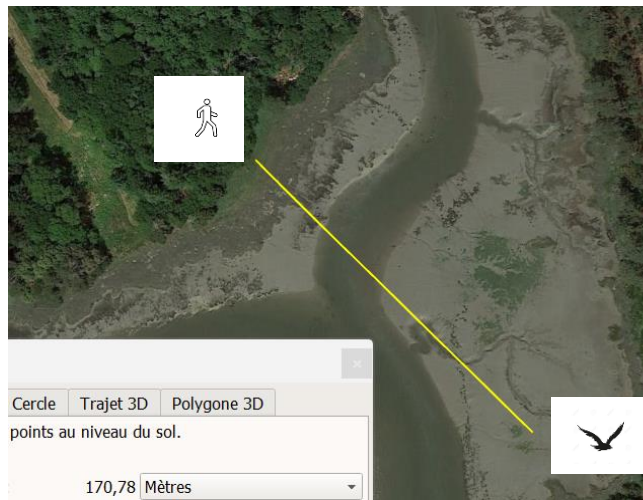 Cercle Trajet 3D Polygone 3D
points au niveau du sol.
170,78 Mètres